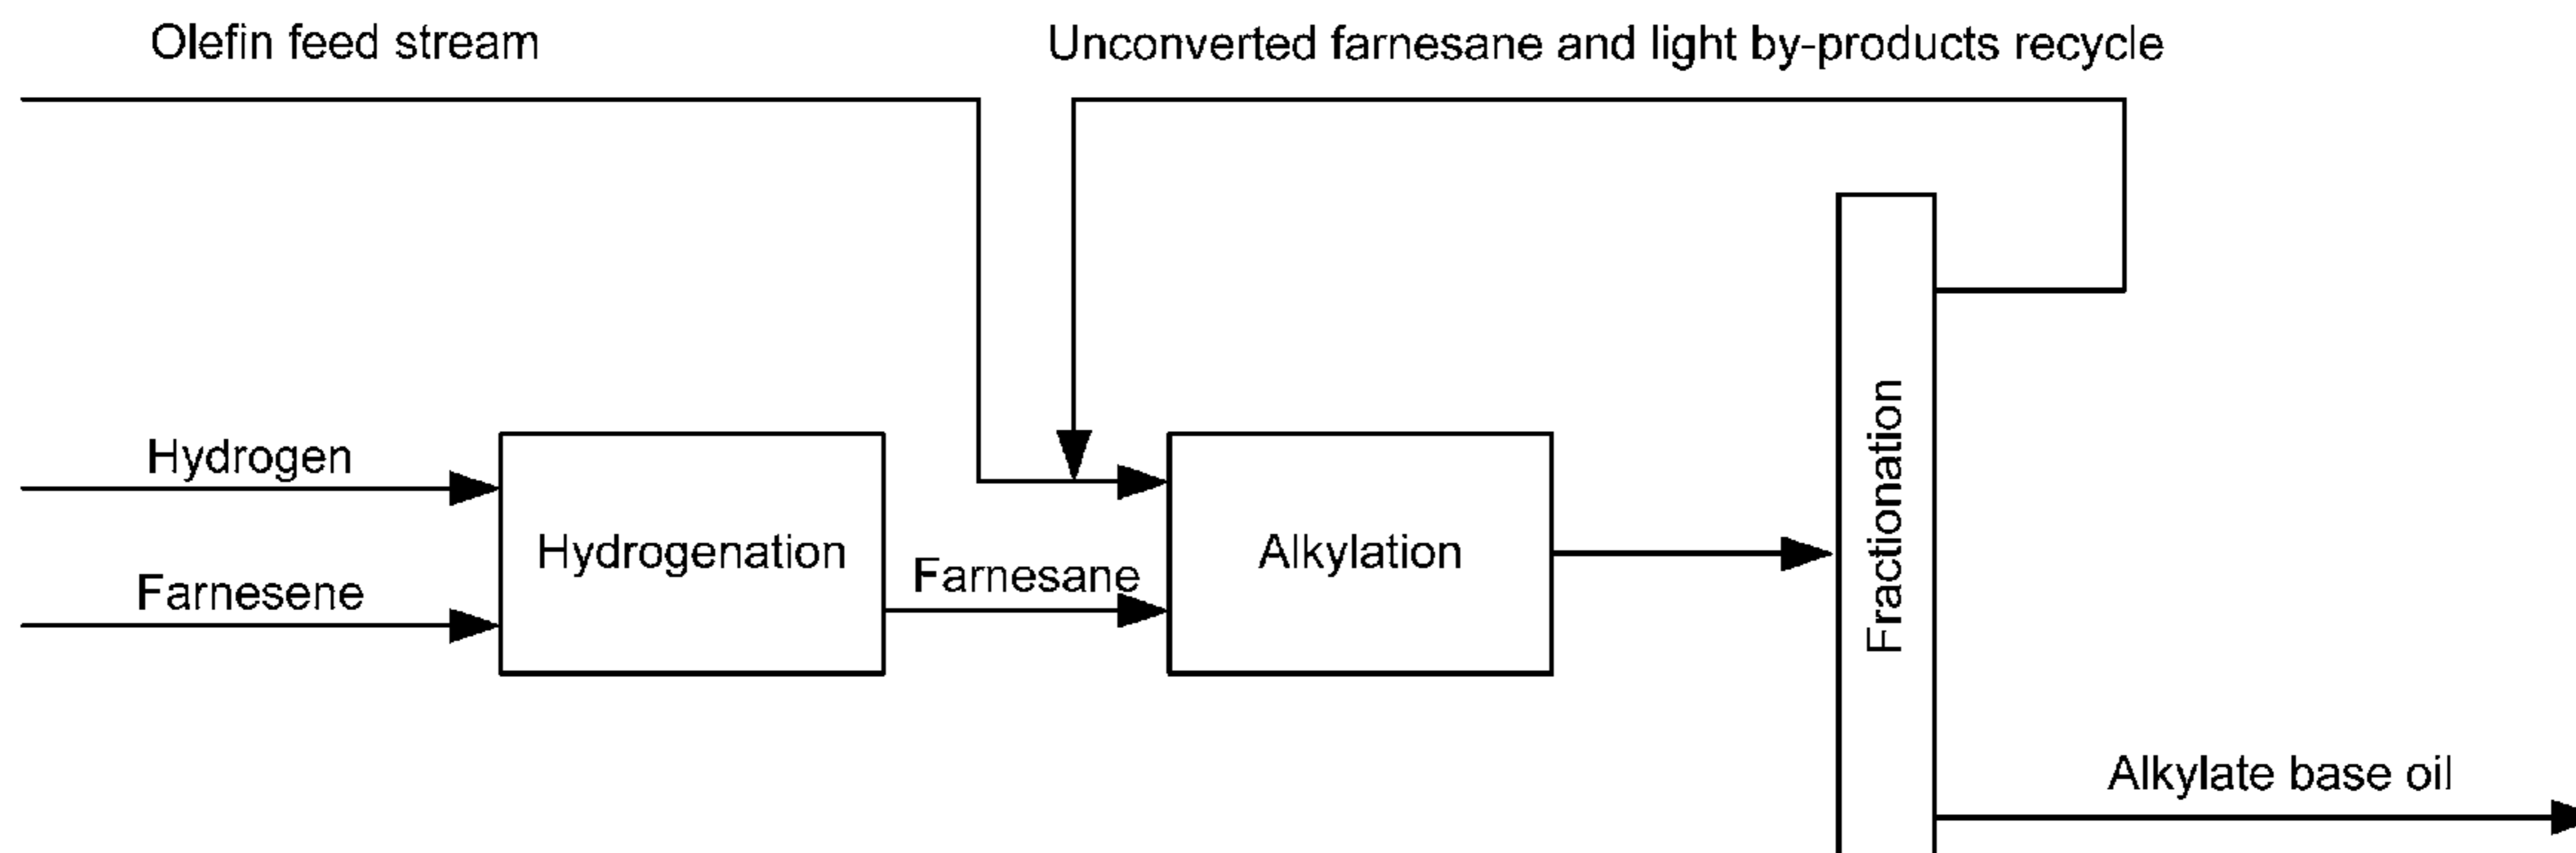 Olefin feed stream
Unconverted farnesane and light by-products recycle
Hydrogen
Farnesene
Hydrogenation
Farnesane
Alkylation
Fractionation
Alkylate base oil